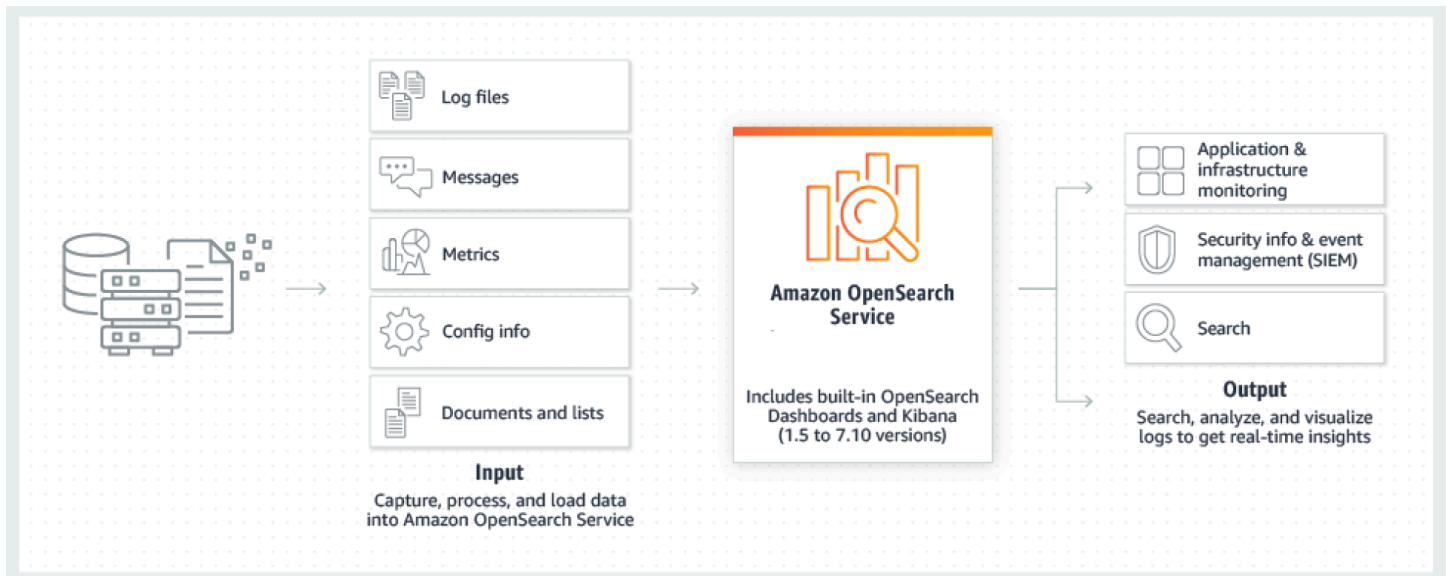 Log files
Messages
Metrics
Config info
Documents and lists
Input
Capture, process, and load data
into Amazon OpenSearch Service
Amazon OpenSearch
Service
Includes built-in OpenSearch
Dashboards and Kibana
(1.5 to 7.10 versions)
Application &
infrastructure
monitoring
Security info & event
management (SIEM)
Search
Output
Search, analyze, and visualize
logs to get real-time insights